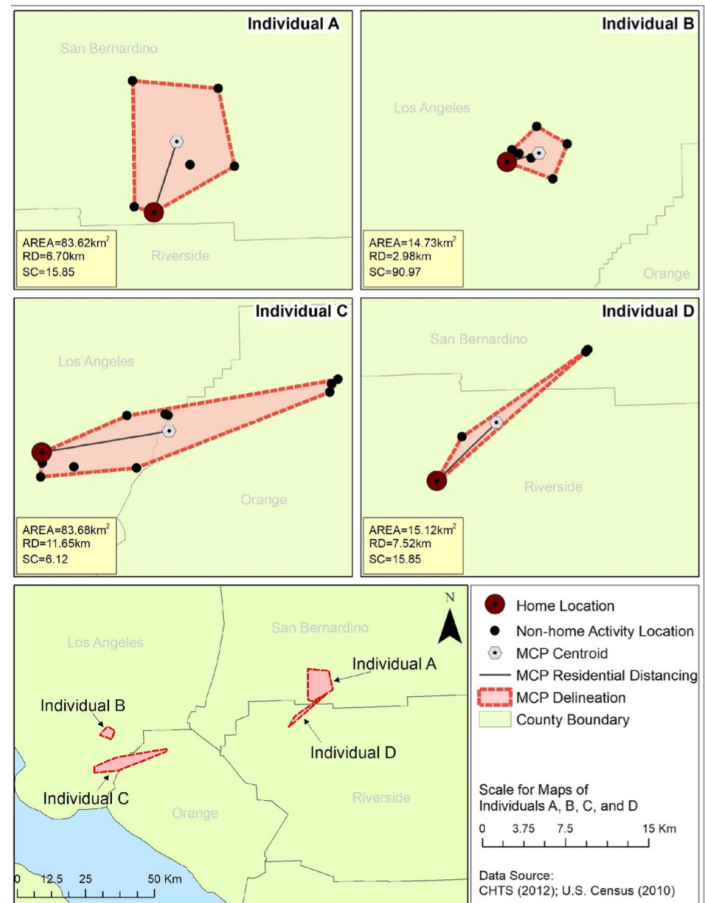 Individual A
San Bernardino
AREA=83.62km²
RD=6.70km
SC=15.85
Riverside
Individual B
Los Angeles
AREA=14.73km²
RD=2.98km
SC=90.97
Orange
Individual C
Los Angeles
AREA=83.68km²
RD=11.65km
SC=6.12
Orange
Individual D
San Bernardino
Riverside
AREA=15.12km²
RD=7.52km
SC=15.85
Los Angeles
San Bernardino
N
Individual A
Individual B
Individual D
Individual C
Orange
Riverside
0 12.5 25 50 Km
Home Location
Non-home Activity Location
MCP Centroid
MCP Residential Distancing
MCP Delineation
County Boundary
Scale for Maps of
Individuals A, B, C, and D
0 3.75 7.5 15 Km
Data Source:
CHTS (2012); U.S. Census (2010)